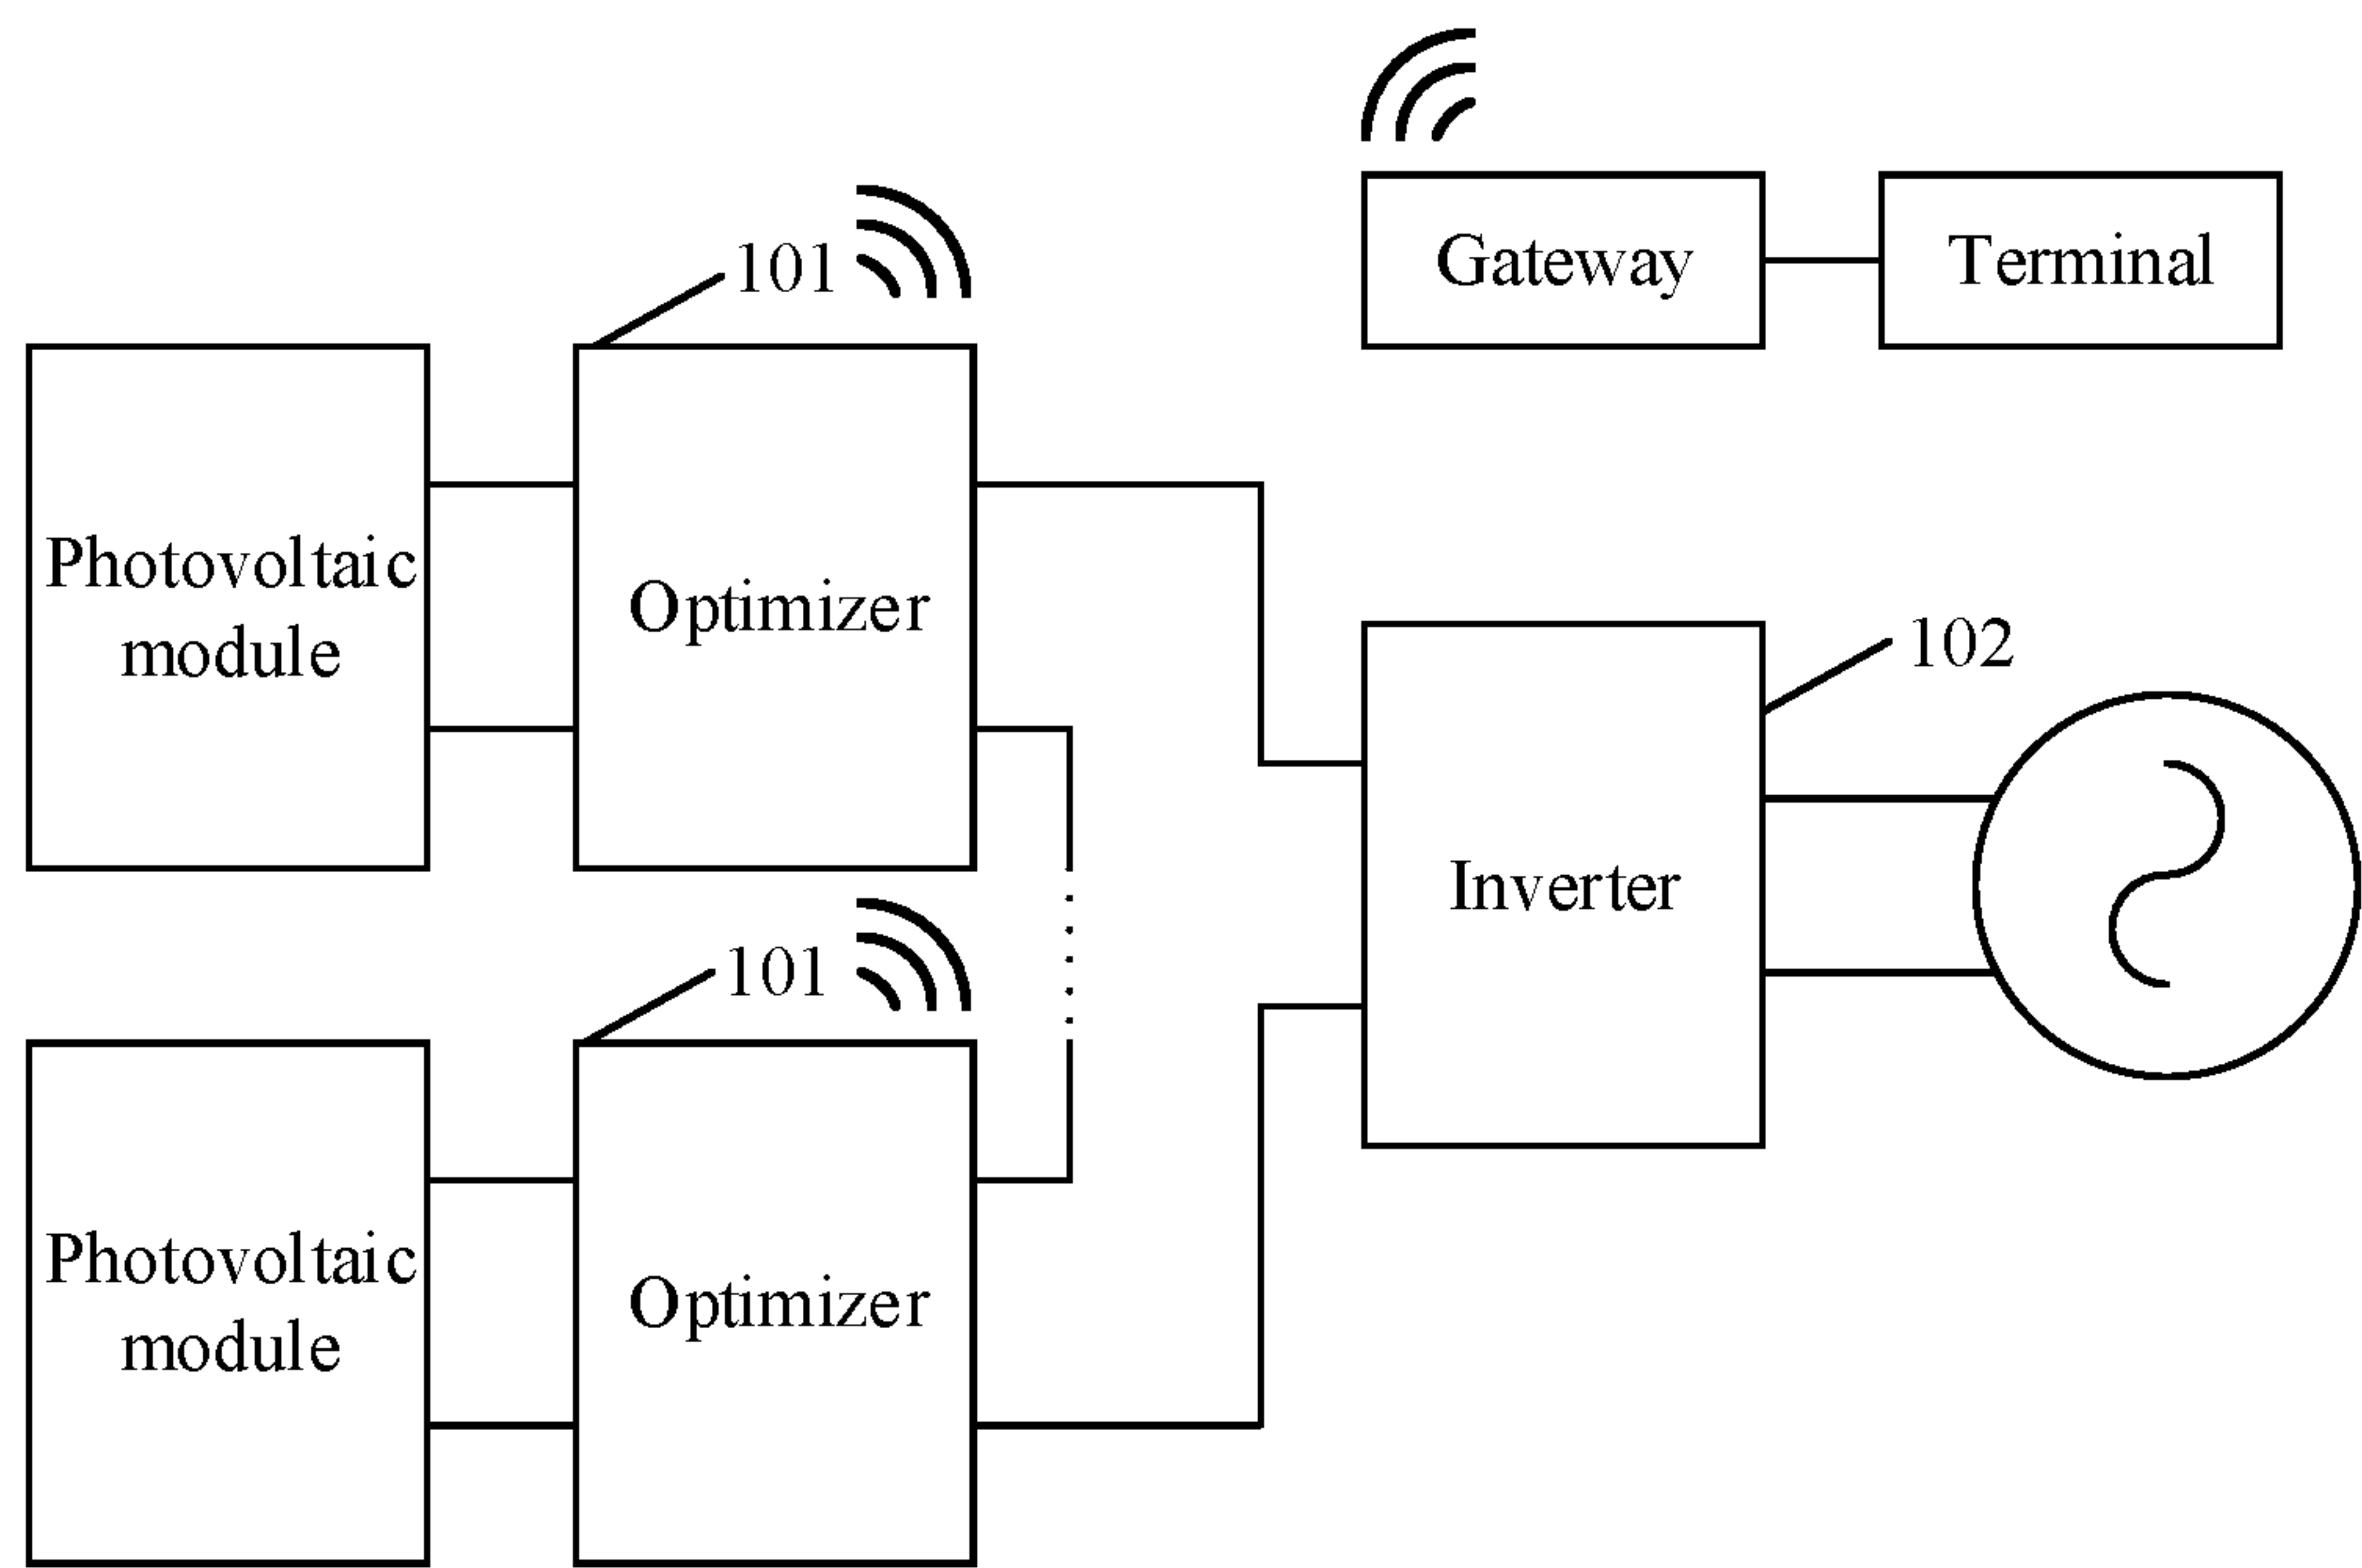 Gateway
Terminal
101
Photovoltaic
module
Optimizer
102
Inverter
101
Photovoltaic
module
Optimizer